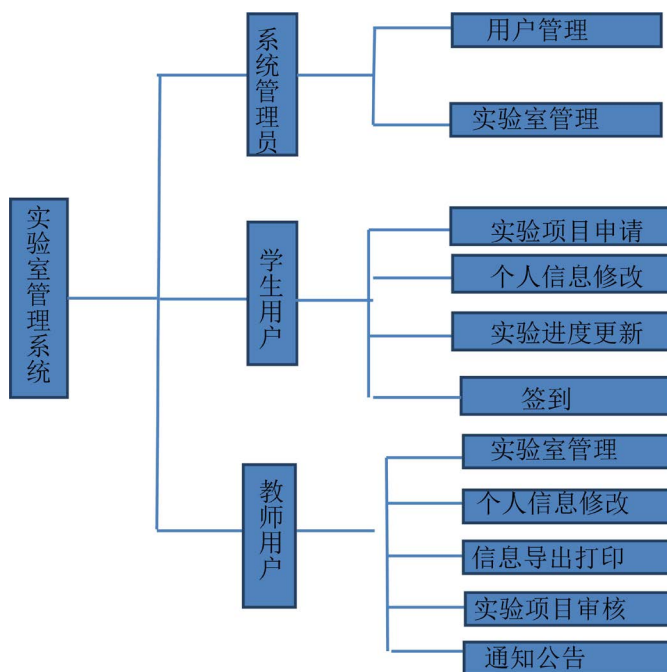 实验室管理系统
系统管理员
用户管理
实验室管理
学生用户
实验项目申请
个人信息修改
实验进度更新
签到
教师用户
实验室管理
个人信息修改
信息导出打印
实验项目审核
通知公告